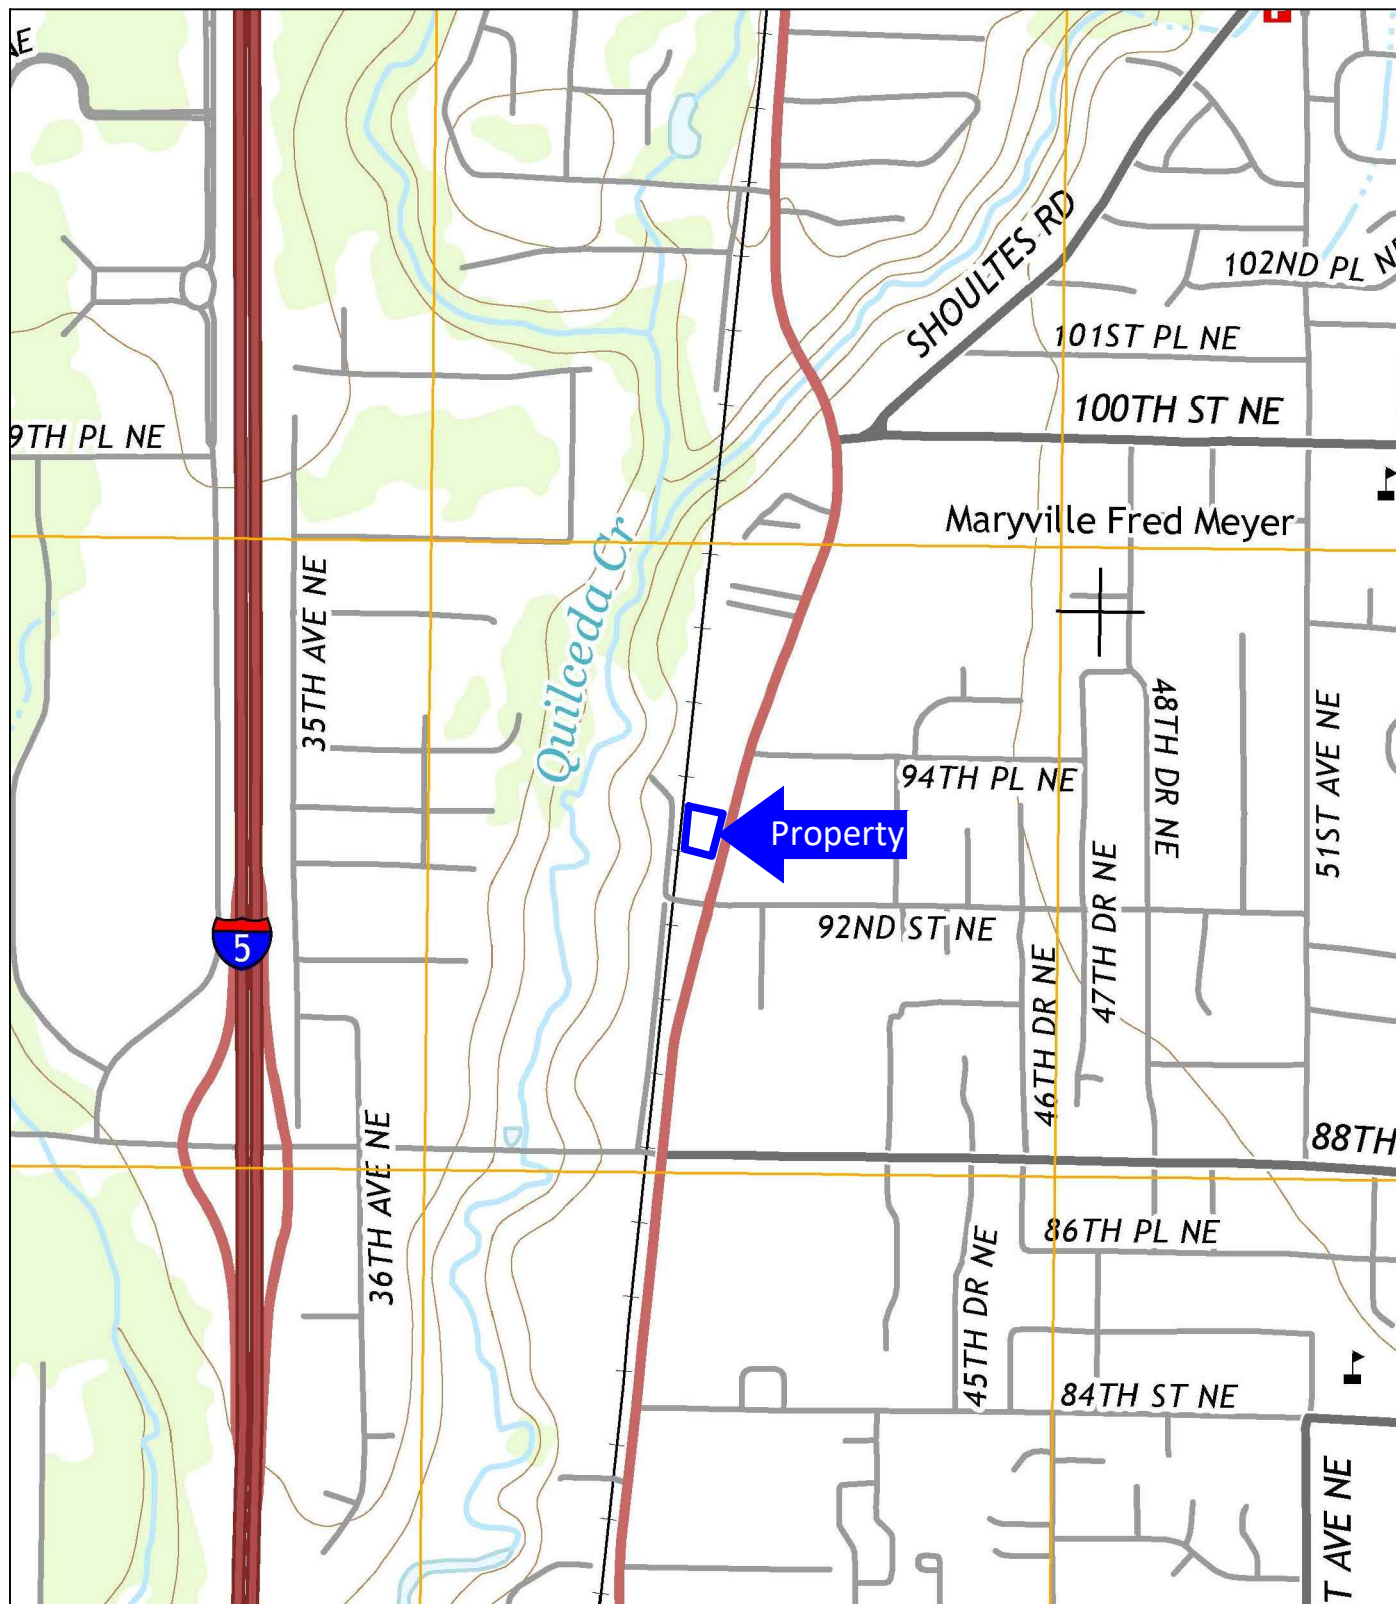 SHOULTES RD
102ND PL N
101ST PL NE
100TH ST NE
9TH PL NE
Maryville Fred Meyer
Quilceda Cr
35TH AVE NE
48TH DR NE
51ST AVE NE
94TH PL NE
Property
47TH DR NE
92ND ST NE
5
46TH DR NE
36TH AVE NE
88TH
86TH PL NE
45TH DR NE
84TH ST NE
T AVE NE